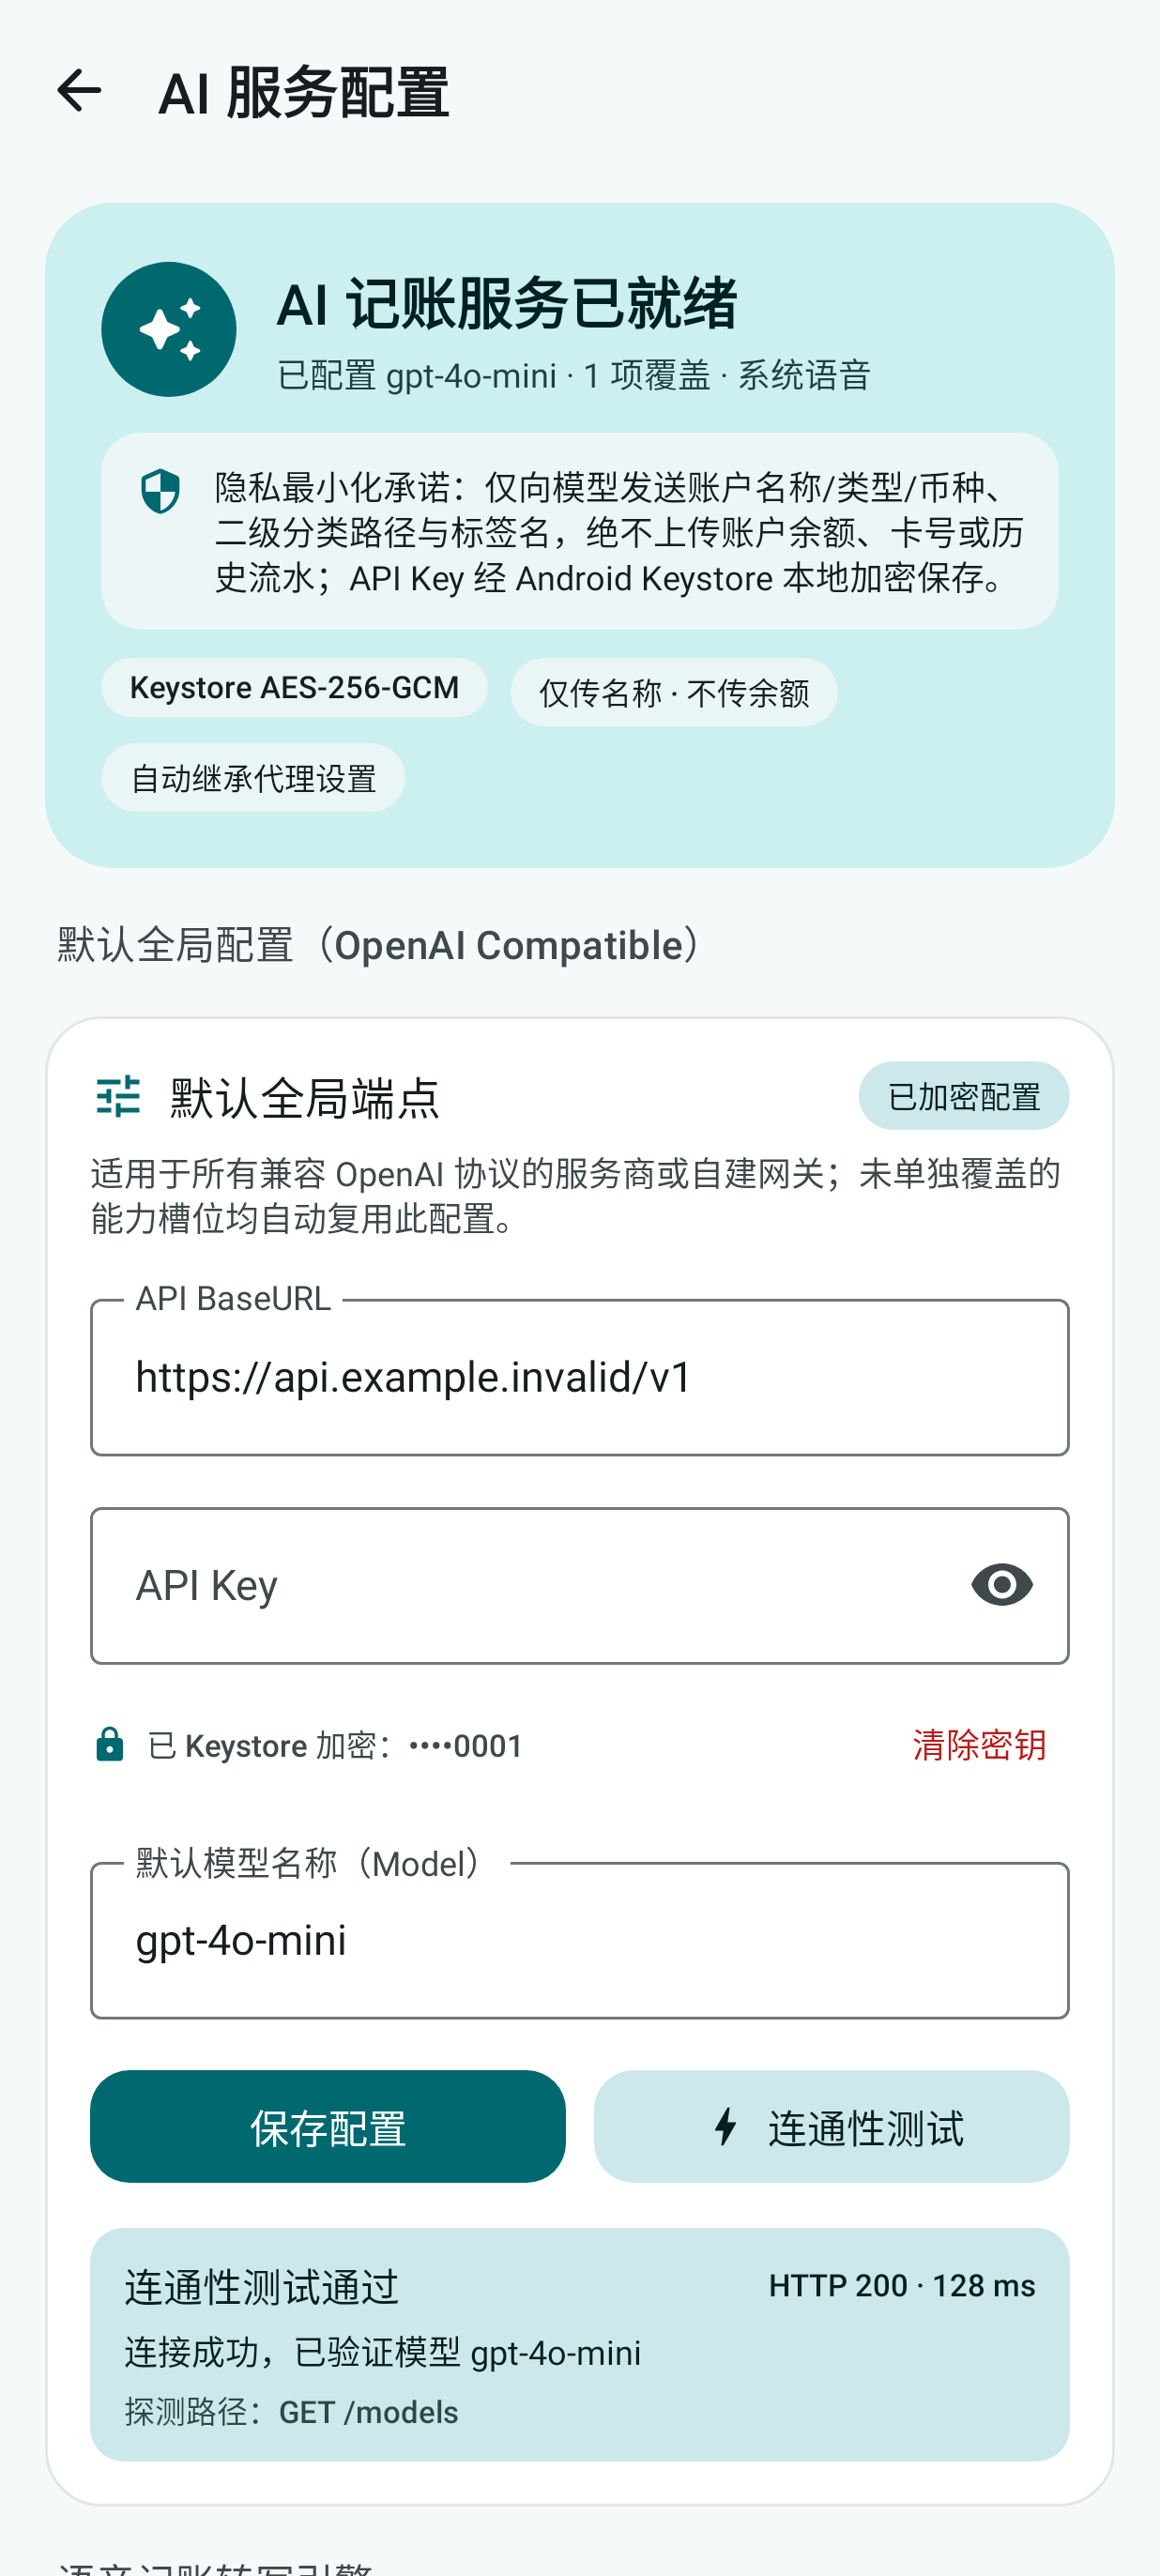 AI 服务配置
AI 记账服务已就绪
已配置 gpt-4o-mini · 1 项覆盖 · 系统语音
隐私最小化承诺：仅向模型发送账户名称/类型/币种、
二级分类路径与标签名，绝不上传账户余额、卡号或历
史流水；API Key 经 Android Keystore 本地加密保存。
Keystore AES-256-GCM
仅传名称 · 不传余额
自动继承代理设置
默认全局配置（OpenAI Compatible）
默认全局端点
已加密配置
适用于所有兼容 OpenAI 协议的服务商或自建网关；未单独覆盖的
能力槽位均自动复用此配置。
API BaseURL
https://api.example.invalid/v1
API Key
已 Keystore 加密：••••0001
清除密钥
默认模型名称（Model）
gpt-4o-mini
保存配置
连通性测试
连通性测试通过
HTTP 200 · 128 ms
连接成功，已验证模型 gpt-4o-mini
探测路径：GET /models